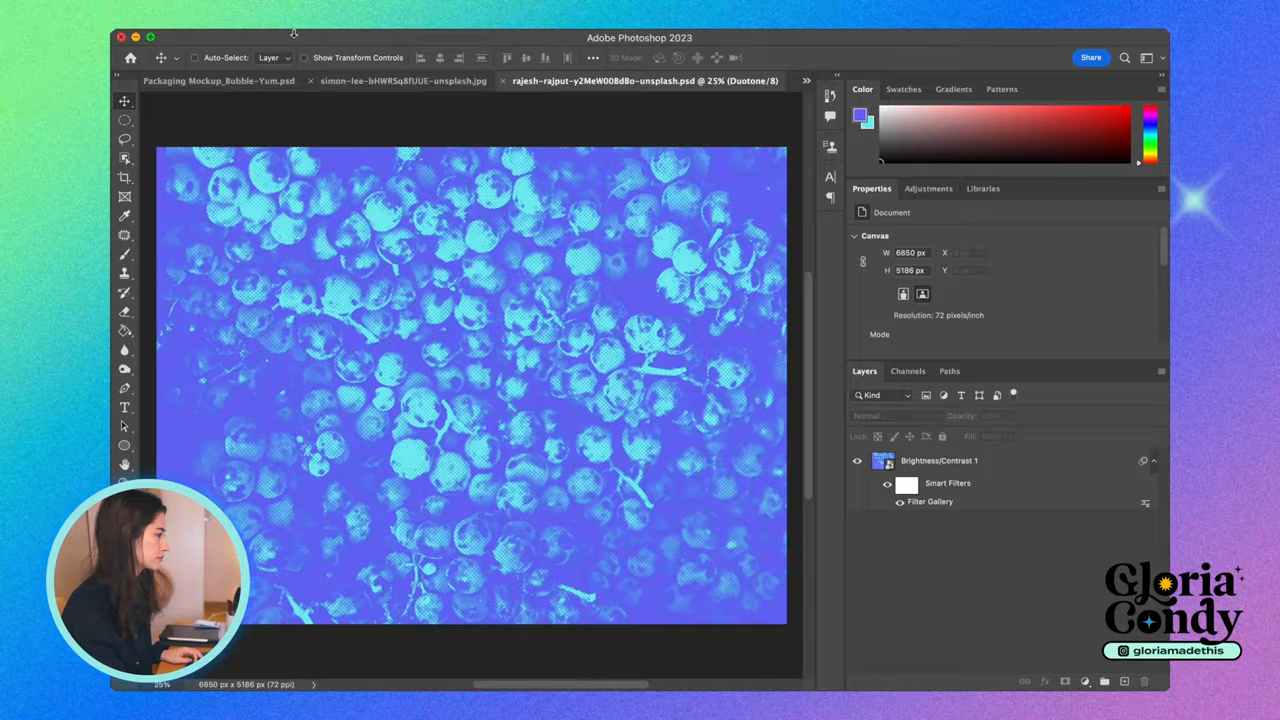 Adobe Photoshop 2023
Auto-Select: Layer Show Transform Controls 3D Mode: Share
Packaging Mockup_Bubble-Yum.psd simon-lee-bHWRSq8fUUE-unsplash.jpg rajesh-rajput-y2MeW00BdBo-unsplash.psd @ 25% (Duotone/8)
Color Swatches Gradients Patterns
Properties Adjustments Libraries
Document
Canvas
W 6850 px X
H 5186 px Y
Resolution: 72 pixels/inch
Mode
Layers Channels Paths
Kind
Normal Opacity:
Lock: Fill: 100%
Brightness/Contrast 1
Smart Filters
Filter Gallery
Gloria
Condy
gloriamadethis
25% 6850 px x 5186 px (72 ppi)